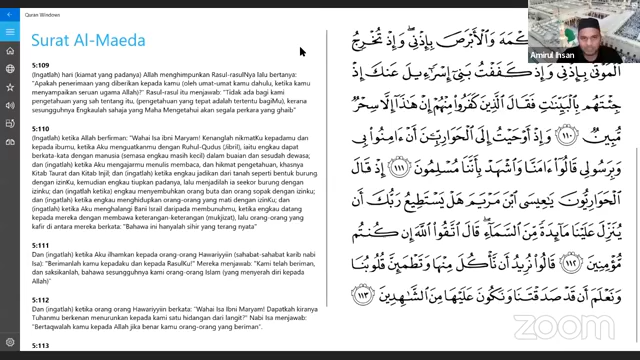 Quran Windows
Surat Al-Maeda
5:109
(Ingatlah) hari (kiamat yang padanya) Allah menghimpunkan Rasul-rasulNya lalu bertanya:
"Apakah penerimaan yang diberikan kepada kamu (oleh umat-umat kamu dahulu, ketika kamu
menyampaikan seruan ugama Allah)?" Rasul-rasul itu menjawab: "Tidak ada bagi kami
pengetahuan yang sah tentang itu, (pengetahuan yang tepat adalah tertentu bagiMu), kerana
sesungguhnya Engkaulah sahaja yang Maha Mengetahui akan segala perkara yang ghaib"
5:110
(Ingatlah) ketika Allah berfirman: "Wahai Isa ibni Maryam! Kenanglah nikmatKu kepadamu dan
kepada ibumu, ketika Aku menguatkanmu dengan Ruhul-Qudus (Jibril), iaitu engkau dapat
berkata-kata dengan manusia (semasa engkau masih kecil) dalam buaian dan sesudah dewasa; dan
(ingatlah) ketika Aku mengajarmu menulis membaca, dan hikmat pengetahuan, khasnya
Kitab Taurat dan Kitab Injil; dan (ingatlah) ketika engkau jadikan dari tanah seperti bentuk burung
dengan izinKu, kemudian engkau tiupkan padanya, lalu menjadilah ia seekor burung dengan
izinku; dan (ingatlah ketika) engkau menyembuhkan orang buta dan orang sopak dengan izinku; dan
(ingatlah) ketika engkau menghidupkan orang-orang yang mati dengan izinKu; dan
(ingatlah) ketika Aku menghalangi Bani Israil daripada membunuhmu, ketika engkau datang
kepada mereka dengan membawa keterangan-keterangan (mukjizat), lalu orang-orang yang
kafir di antara mereka berkata: "Bahawa ini hanyalah sihir yang terang nyata"
5:111
Dan (ingatlah) ketika Aku ilhamkan kepada orang-orang Hawariyyiin (sahabat-sahabat karib nabi
Isa): "Berimanlah kamu kepadaku dan kepada RasulKu!" Mereka menjawab: "Kami telah beriman,
dan saksikanlah, bahawa sesungguhnya kami orang-orang Islam (yang menyerah diri kepada
Allah)"
5:112
Dan (ingatlah) ketika orang-orang Hawariyyiin berkata: "Wahai Isa Ibni Maryam! Dapatkah kiranya
Tuhanmu berkenan menurunkan kepada kami satu hidangan dari langit?" Nabi Isa menjawab:
"Bertaqwalah kamu kepada Allah jika benar kamu orang-orang yang beriman".
5:113
ـكْمَهَ وَالْأَبْرَصَ بِإِذْنِي ۖ وَإِذْ تُخْرِجُ
الْمَوْتَىٰ بِإِذْنِي ۖ وَإِذْ كَفَفْتُ بَنِي إِسْرَائِيلَ عَنكَ إِذْ
جِئْتَهُم بِالْبَيِّنَاتِ فَقَالَ الَّذِينَ كَفَرُوا مِنْهُمْ إِنْ هَٰذَا إِلَّا سِحْرٌ
مُّبِينٌ ١١٠ وَإِذْ أَوْحَيْتُ إِلَى الْحَوَارِيِّينَ أَنْ آمِنُوا بِي
وَبِرَسُولِي قَالُوا آمَنَّا وَاشْهَدْ بِأَنَّنَا مُسْلِمُونَ ١١١ إِذْ قَالَ
الْحَوَارِيُّونَ يَا عِيسَى ابْنَ مَرْيَمَ هَلْ يَسْتَطِيعُ رَبُّكَ أَن
يُنَزِّلَ عَلَيْنَا مَائِدَةً مِّنَ السَّمَاءِ ۖ قَالَ اتَّقُوا اللَّهَ إِن كُنتُم
مُّؤْمِنِينَ ١١٢ قَالُوا نُرِيدُ أَن نَّأْكُلَ مِنْهَا وَتَطْمَئِنَّ قُلُوبُنَا
وَنَعْلَمَ أَن قَدْ صَدَقْتَنَا وَنَكُونَ عَلَيْهَا مِنَ الشَّاهِدِينَ ١١٣
Amirul Ihsan
zoom